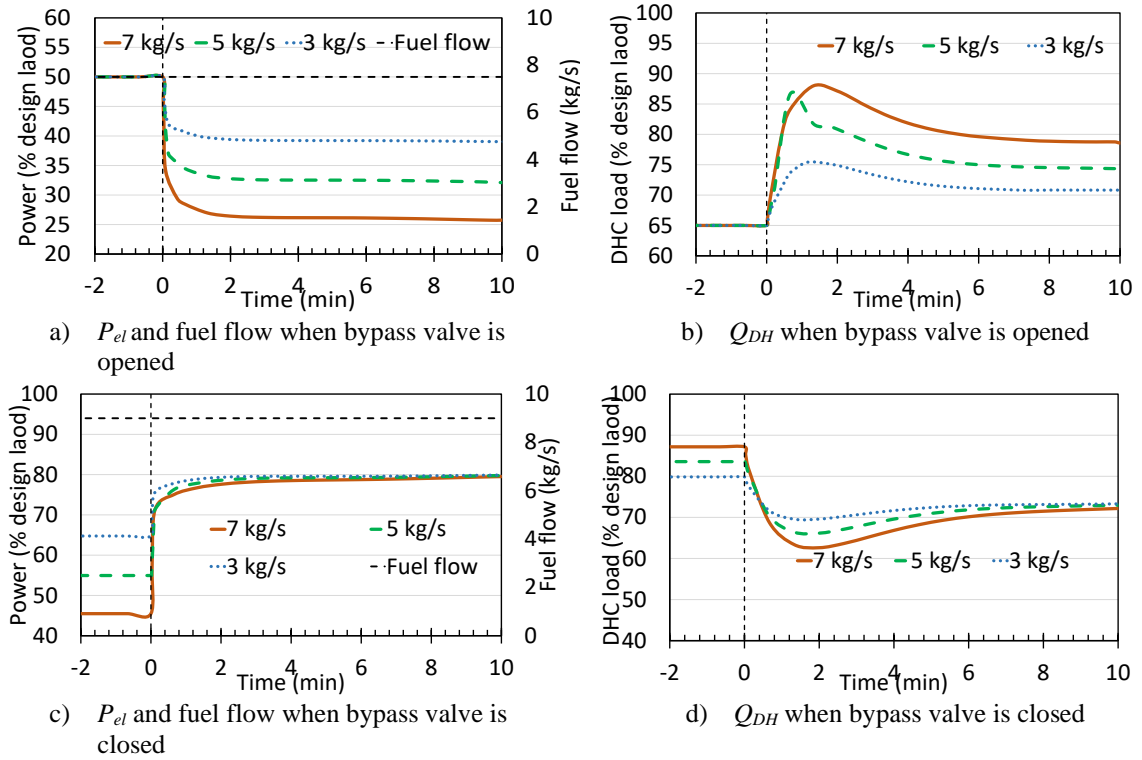 60
55
50
45
40
35
30
25
20
Power (% design laod)
7 kg/s 5 kg/s 3 kg/s Fuel flow
10
8
6
4
2
0
Fuel flow (kg/s)
-2 0 2 4 6 8 10
Time (min)
a) Pel and fuel flow when bypass valve is
opened
100
95
90
85
80
75
70
65
60
DHC load (% design laod)
7 kg/s 5 kg/s 3 kg/s
-2 0 2 4 6 8 10
Time (min)
b) QDH when bypass valve is opened
100
90
80
70
60
50
40
Power (% design laod)
7 kg/s 5 kg/s
3 kg/s Fuel flow
10
8
6
4
2
0
Fuel flow (kg/s)
-2 0 2 4 6 8 10
Time (min)
c) Pel and fuel flow when bypass valve is
closed
100
90
80
70
60
50
40
DHC load (% design laod)
7 kg/s 5 kg/s 3 kg/s
-2 0 2 4 6 8 10
Time (min)
d) QDH when bypass valve is closed